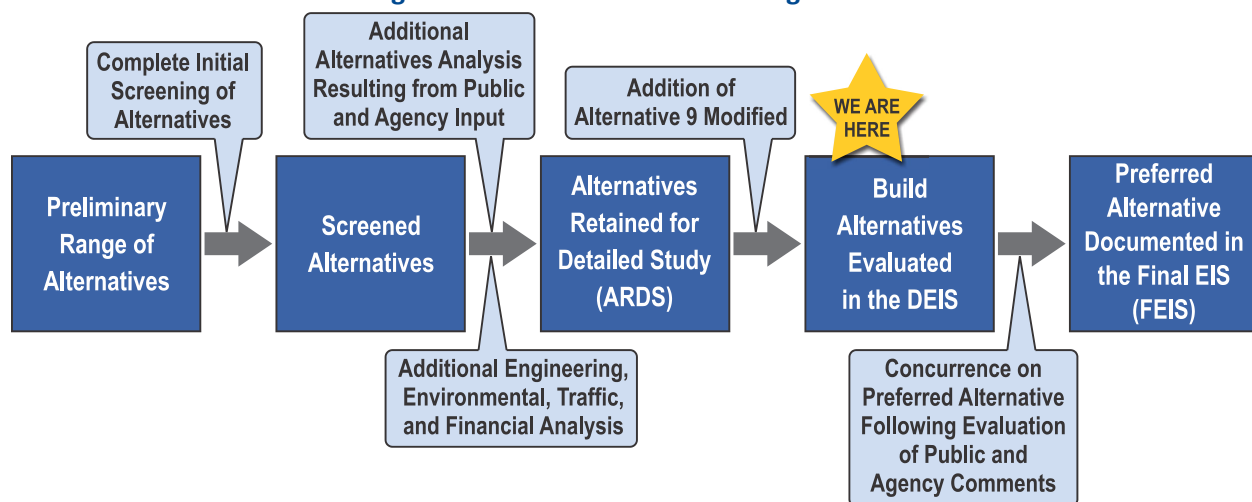 Complete Initial
Screening of
Alternatives
Additional
Alternatives Analysis
Resulting from Public
and Agency Input
Addition of
Alternative 9 Modified
WE ARE
HERE
Preliminary
Range of
Alternatives
Screened
Alternatives
Alternatives
Retained for
Detailed Study
(ARDS)
Build
Alternatives
Evaluated
in the DEIS
Preferred
Alternative
Documented in
the Final EIS
(FEIS)
Additional Engineering,
Environmental, Traffic,
and Financial Analysis
Concurrence on
Preferred Alternative
Following Evaluation
of Public and
Agency Comments